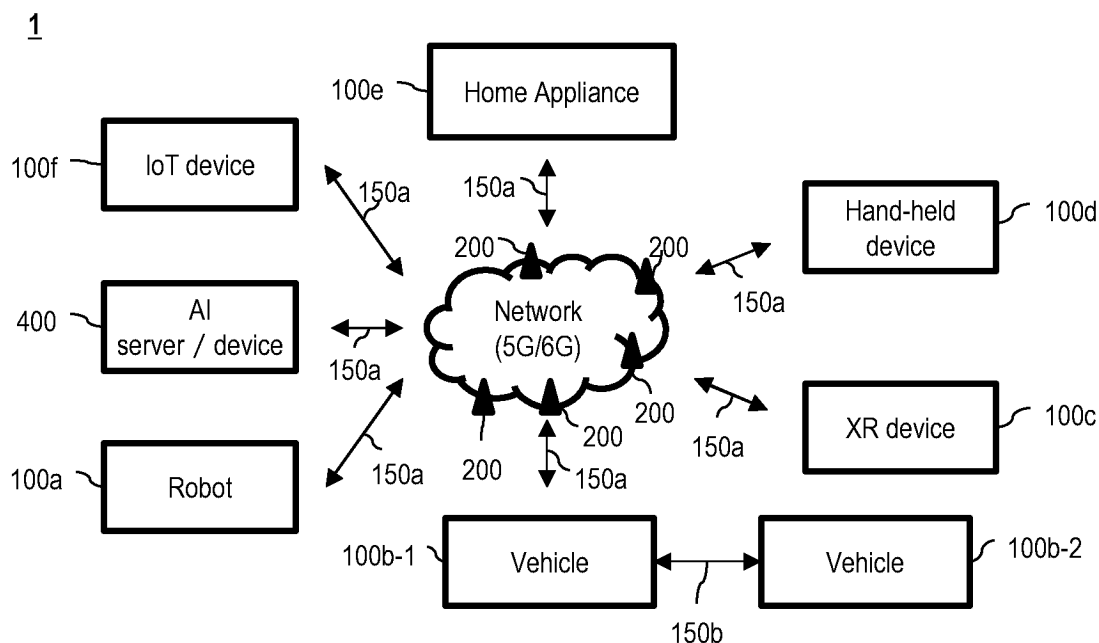 1
100e
Home Appliance
100f
IoT device
150a
150a
Hand-held
device
100d
200
200
150a
400
AI
server / device
150a
Network
(5G/6G)
200
150a
XR device
100c
100a
Robot
150a
200
200
150a
100b-1
Vehicle
Vehicle
100b-2
150b